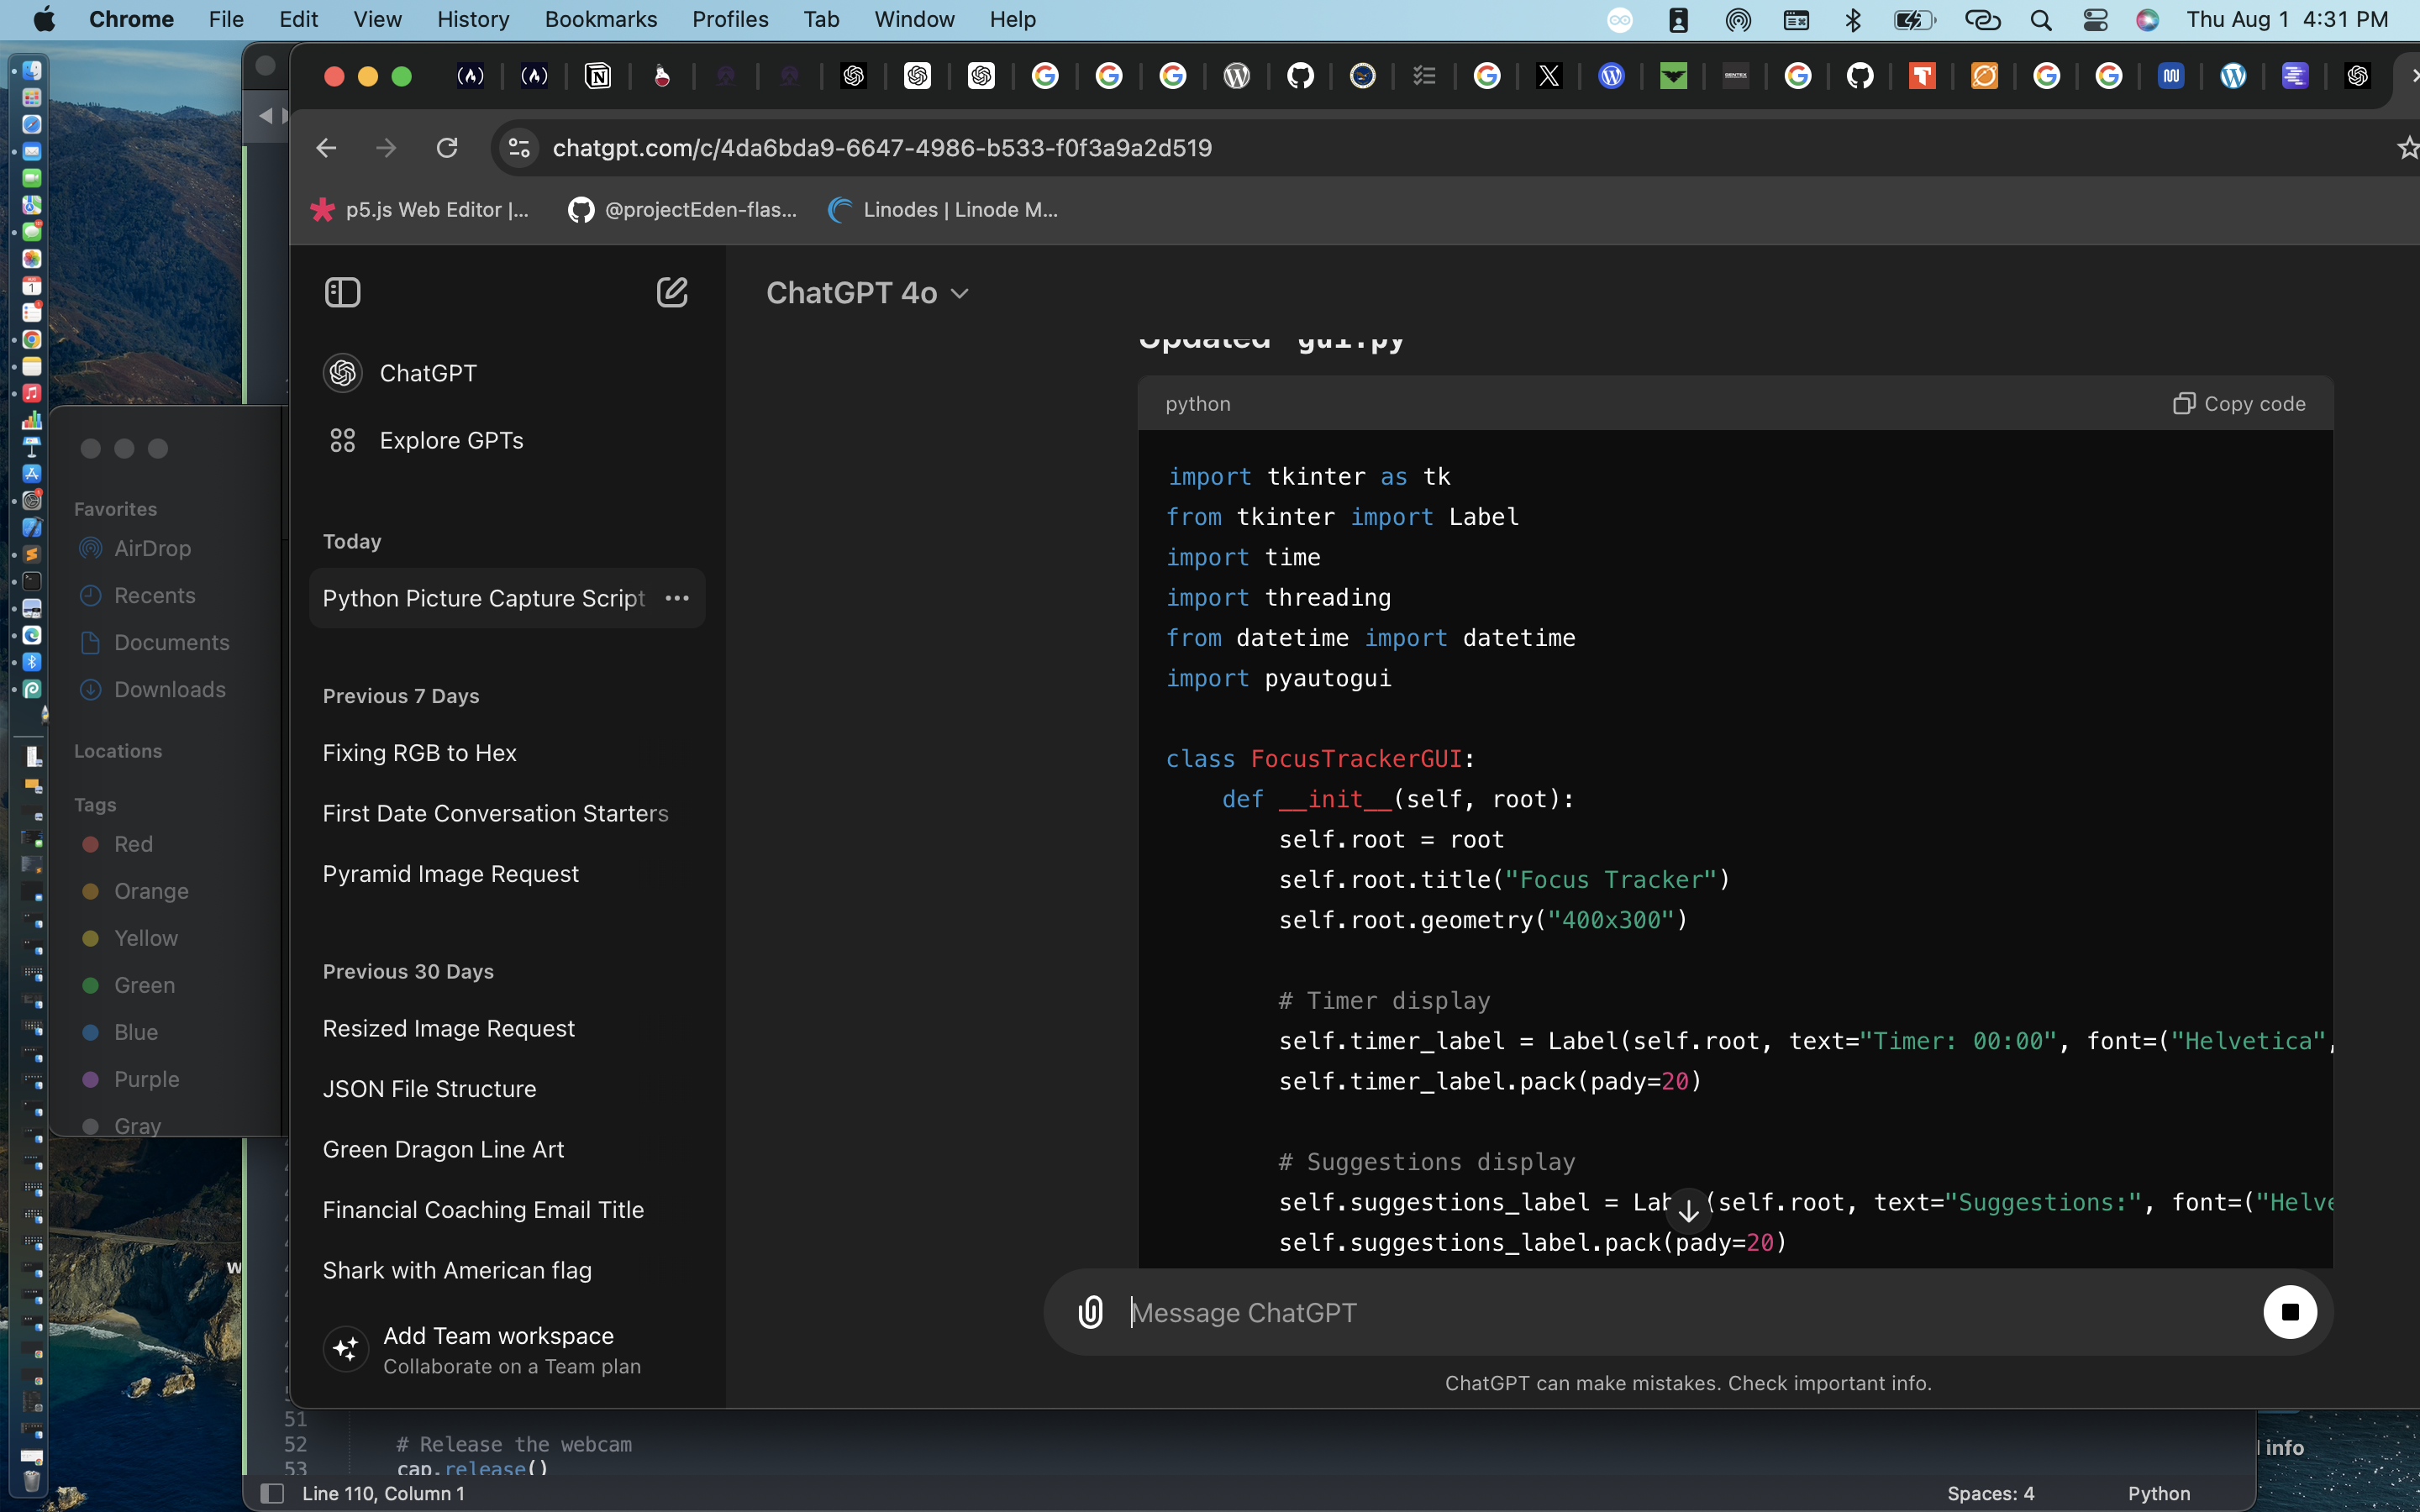 Chrome File Edit View History Bookmarks Profiles Tab Window Help
Thu Aug 1 4:31 PM
chatgpt.com/c/4da6bda9-6647-4986-b533-f0f3a9a2d519
p5.js Web Editor |...
@projectEden-flas...
Linodes | Linode M...
Favorites
AirDrop
Recents
Documents
Downloads
Locations
Tags
Red
Orange
Yellow
Green
Blue
Purple
Gray
ChatGPT
Explore GPTs
Today
Python Picture Capture Script
Previous 7 Days
Fixing RGB to Hex
First Date Conversation Starters
Pyramid Image Request
Previous 30 Days
Resized Image Request
JSON File Structure
Green Dragon Line Art
Financial Coaching Email Title
Shark with American flag
Add Team workspace
Collaborate on a Team plan
ChatGPT 4o
Updated gui.py
python
Copy code
import tkinter as tk
from tkinter import Label
import time
import threading
from datetime import datetime
import pyautogui
class FocusTrackerGUI:
def __init__(self, root):
self.root = root
self.root.title("Focus Tracker")
self.root.geometry("400x300")
# Timer display
self.timer_label = Label(self.root, text="Timer: 00:00", font=("Helvetica",
self.timer_label.pack(pady=20)
# Suggestions display
self.suggestions_label = Lab (self.root, text="Suggestions:", font=("Helve
self.suggestions_label.pack(pady=20)
Message ChatGPT
ChatGPT can make mistakes. Check important info.
51
52 # Release the webcam
53 cap.release()
info
Line 110, Column 1
Spaces: 4
Python